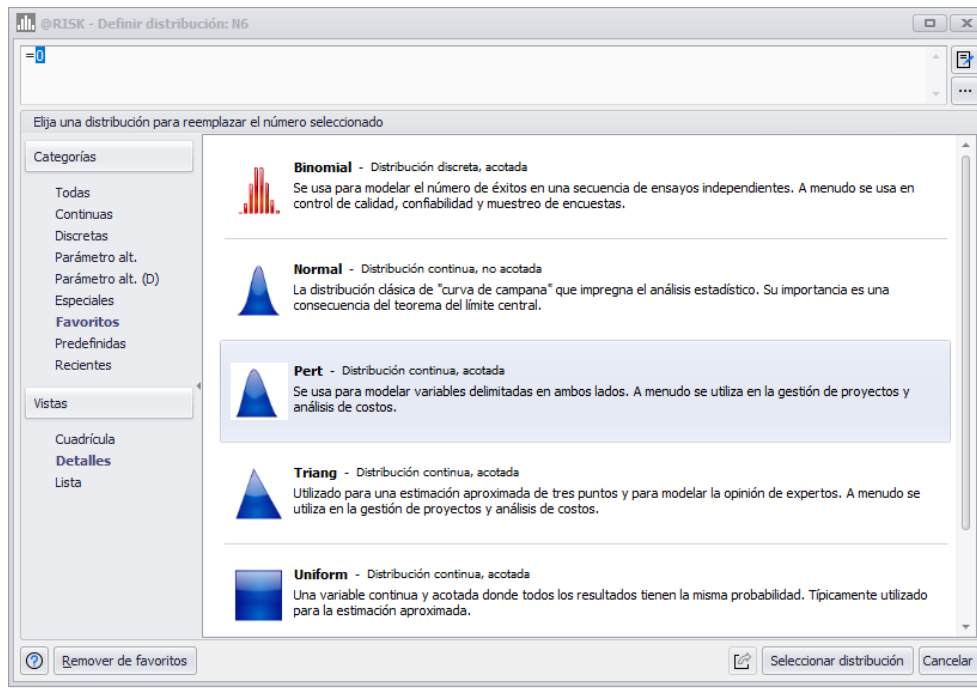 @RISK - Definir distribución: N6
=0
Elija una distribución para reemplazar el número seleccionado
Categorías
Todas
Continuas
Discretas
Parámetro alt.
Parámetro alt. (D)
Especiales
Favoritos
Predefinidas
Recientes
Vistas
Cuadrícula
Detalles
Lista
Binomial - Distribución discreta, acotada
Se usa para modelar el número de éxitos en una secuencia de ensayos independientes. A menudo se usa en
control de calidad, confiabilidad y muestreo de encuestas.
Normal - Distribución continua, no acotada
La distribución clásica de "curva de campana" que impregna el análisis estadístico. Su importancia es una
consecuencia del teorema del límite central.
Pert - Distribución continua, acotada
Se usa para modelar variables delimitadas en ambos lados. A menudo se utiliza en la gestión de proyectos y
análisis de costos.
Triang - Distribución continua, acotada
Utilizado para una estimación aproximada de tres puntos y para modelar la opinión de expertos. A menudo se
utiliza en la gestión de proyectos y análisis de costos.
Uniform - Distribución continua, acotada
Una variable continua y acotada donde todos los resultados tienen la misma probabilidad. Típicamente utilizado
para la estimación aproximada.
Remover de favoritos
Seleccionar distribución
Cancelar